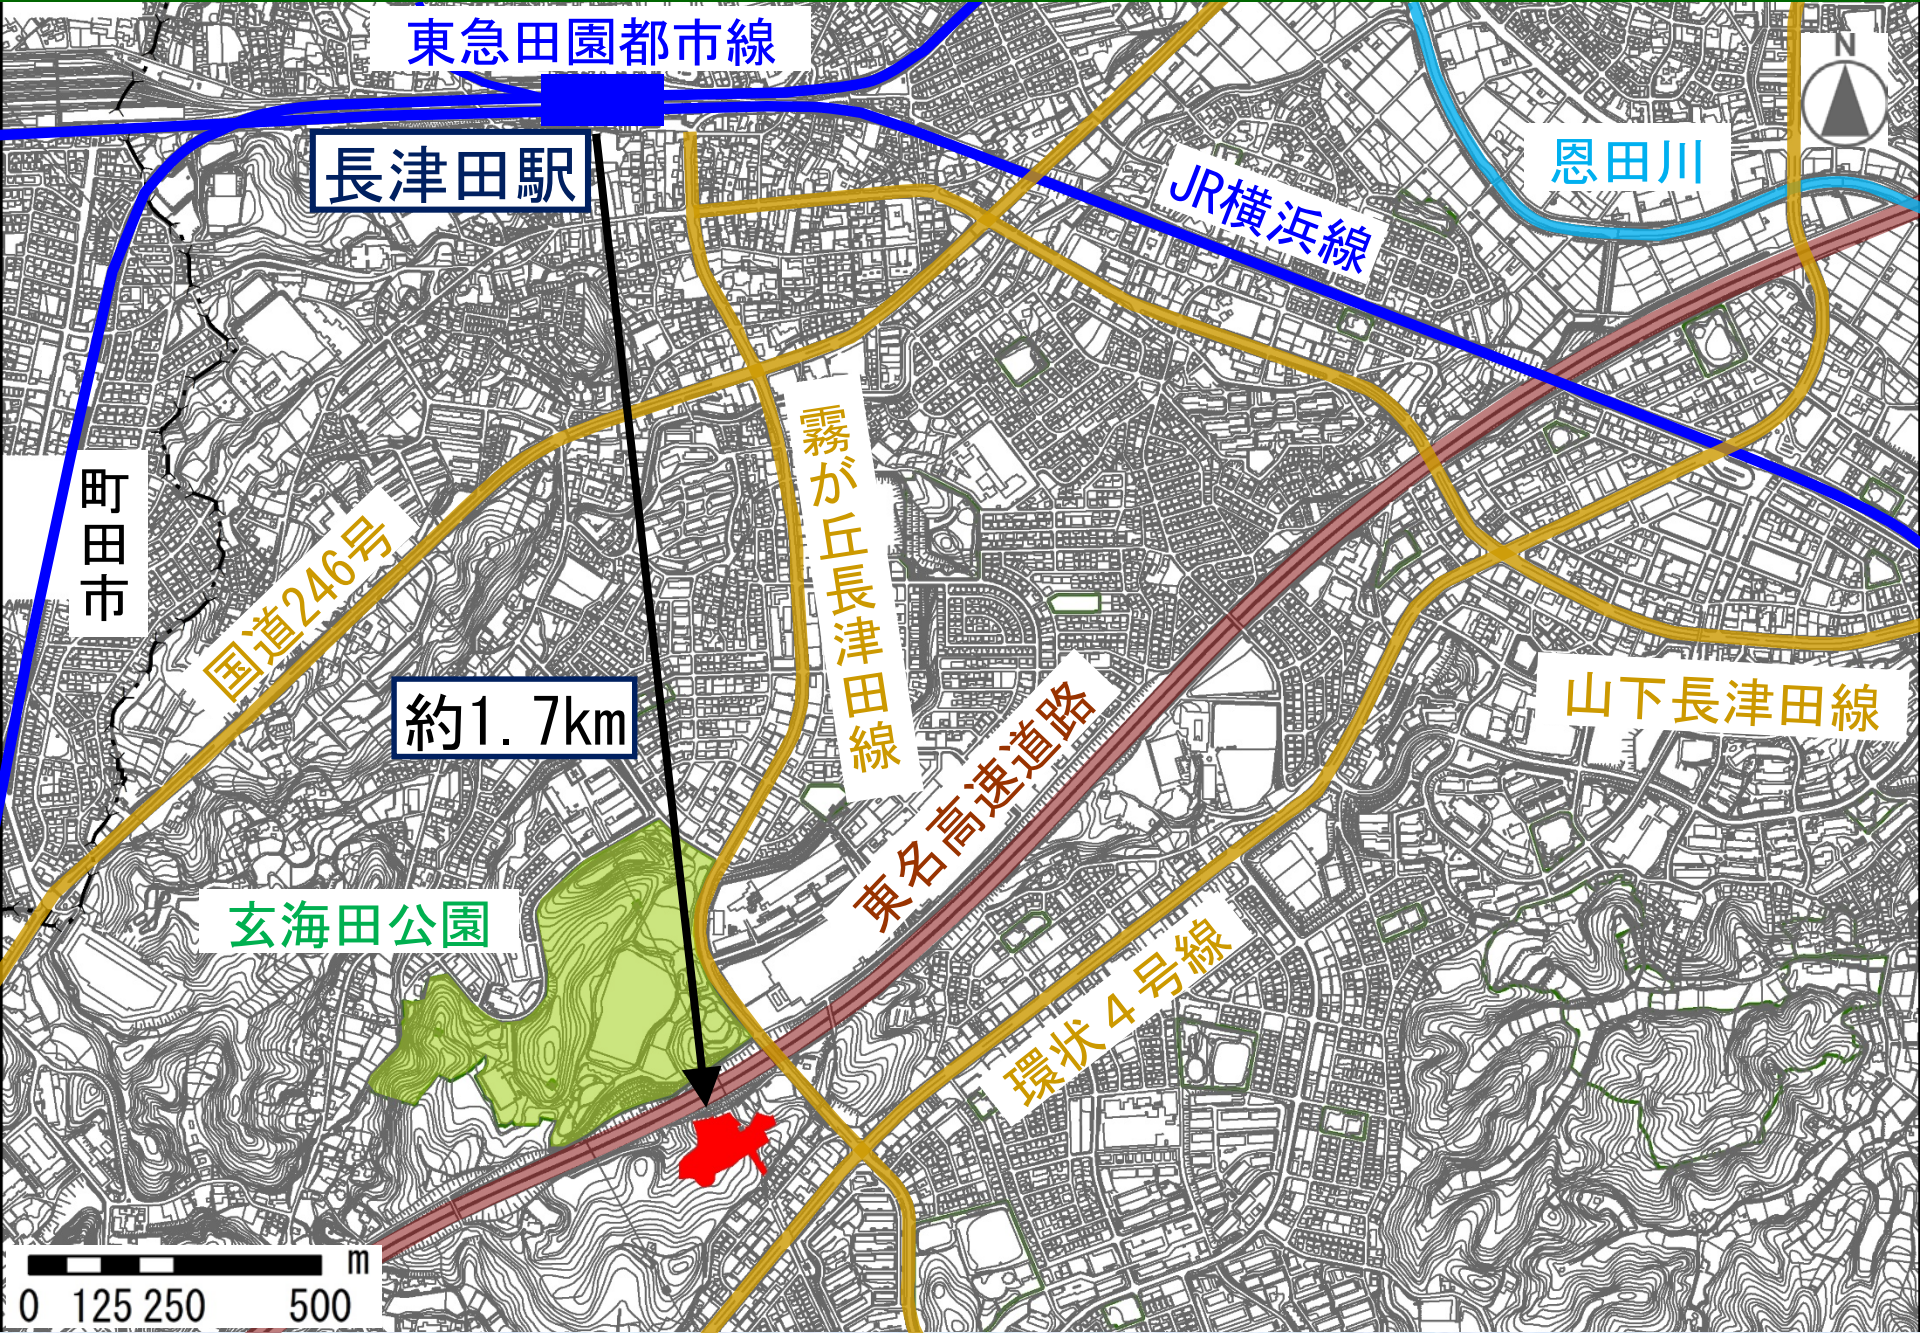 東急田園都市線
N
長津田駅
恩田川
JR横浜線
霧が丘長津田線
町田市
国道246号
約1.7km
山下長津田線
東名高速道路
玄海田公園
環状4号線
m
0 125 250 500